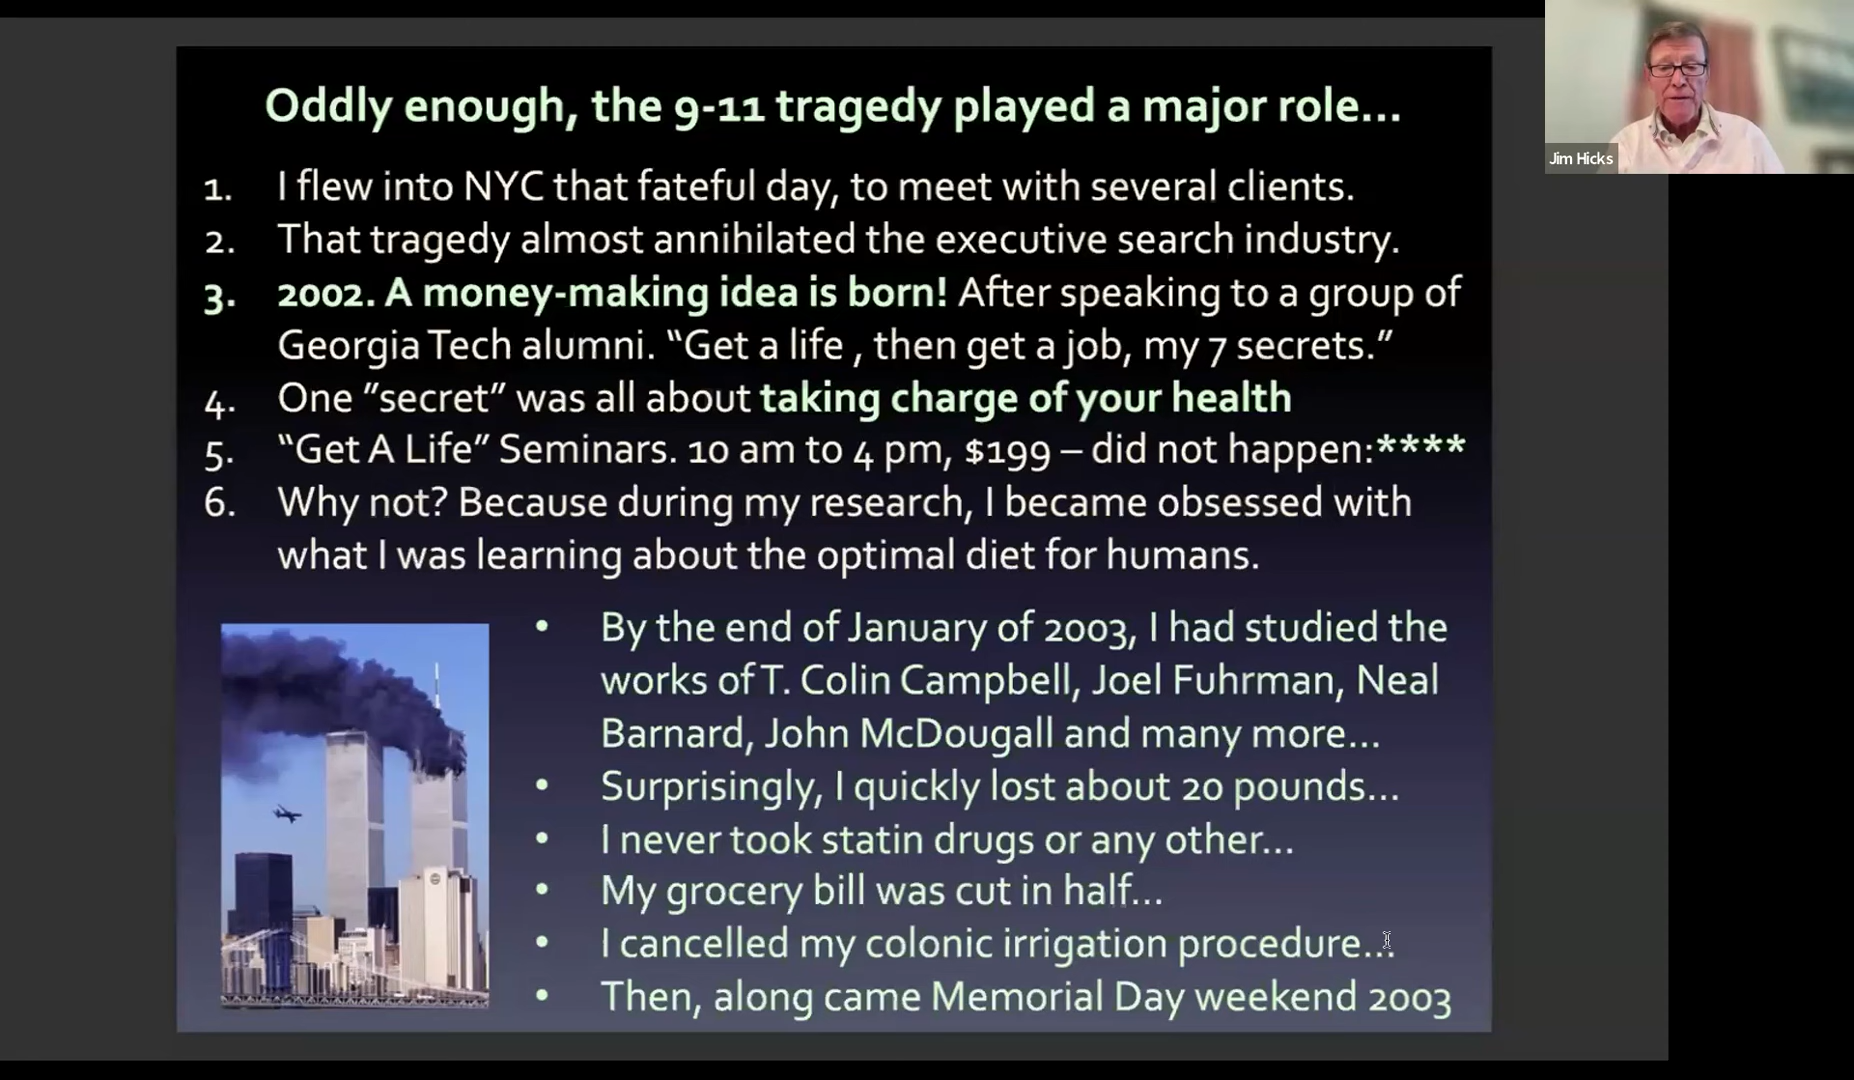 Oddly enough, the 9-11 tragedy played a major role...
1. I flew into NYC that fateful day, to meet with several clients.
2. That tragedy almost annihilated the executive search industry.
3. 2002. A money-making idea is born! After speaking to a group of
Georgia Tech alumni. “Get a life , then get a job, my 7 secrets.”
4. One ”secret” was all about taking charge of your health
5. “Get A Life” Seminars. 10 am to 4 pm, $199 – did not happen:****
6. Why not? Because during my research, I became obsessed with
what I was learning about the optimal diet for humans.
• By the end of January of 2003, I had studied the
works of T. Colin Campbell, Joel Fuhrman, Neal
Barnard, John McDougall and many more...
• Surprisingly, I quickly lost about 20 pounds...
• I never took statin drugs or any other...
• My grocery bill was cut in half...
• I cancelled my colonic irrigation procedure...
• Then, along came Memorial Day weekend 2003
Jim Hicks